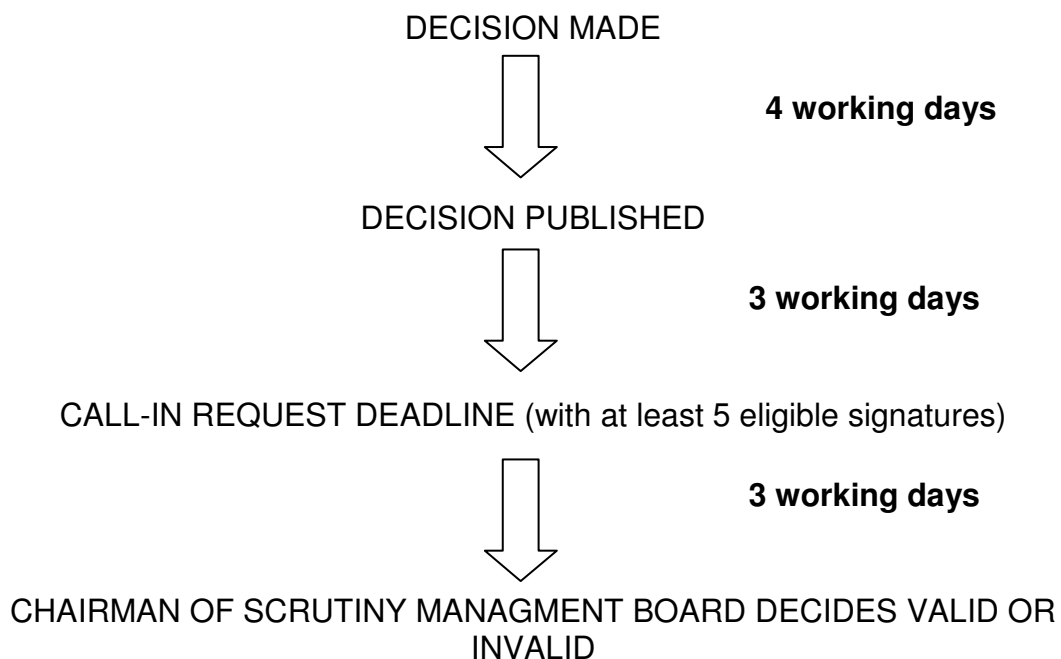 DECISION MADE
4 working days
DECISION PUBLISHED
3 working days
CALL-IN REQUEST DEADLINE (with at least 5 eligible signatures)
3 working days
CHAIRMAN OF SCRUTINY MANAGMENT BOARD DECIDES VALID OR
INVALID